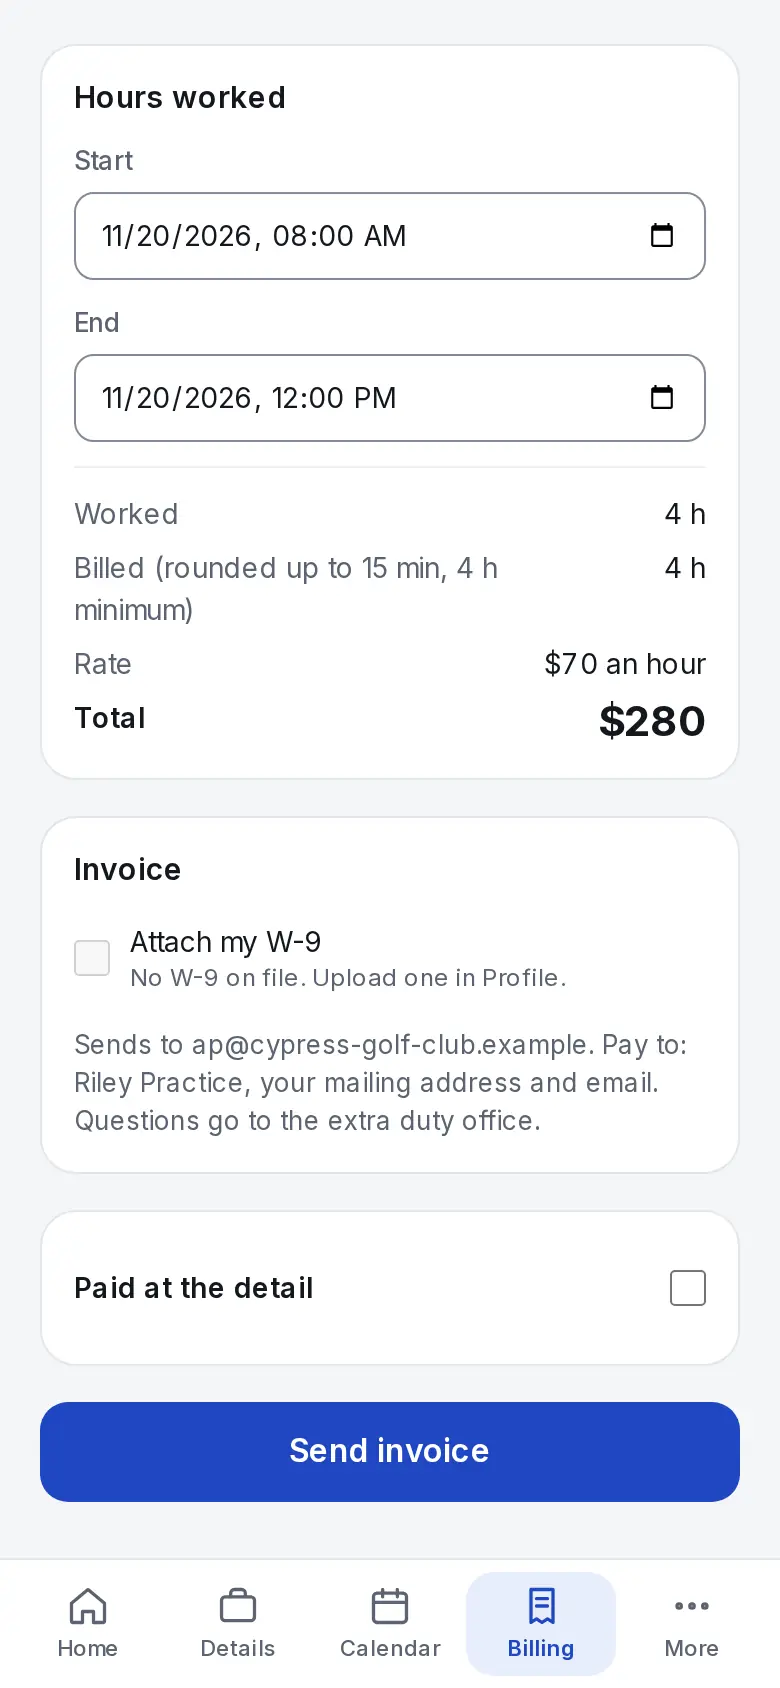 Hours worked
Start
11/20/2026, 08:00 AM
End
11/20/2026, 12:00 PM
Worked 4 h
Billed (rounded up to 15 min, 4 h 4 h
minimum)
Rate $70 an hour
Total $280
Invoice
Attach my W-9
No W-9 on file. Upload one in Profile.
Sends to ap@cypress-golf-club.example. Pay to:
Riley Practice, your mailing address and email.
Questions go to the extra duty office.
Paid at the detail
Send invoice
Home Details Calendar Billing More